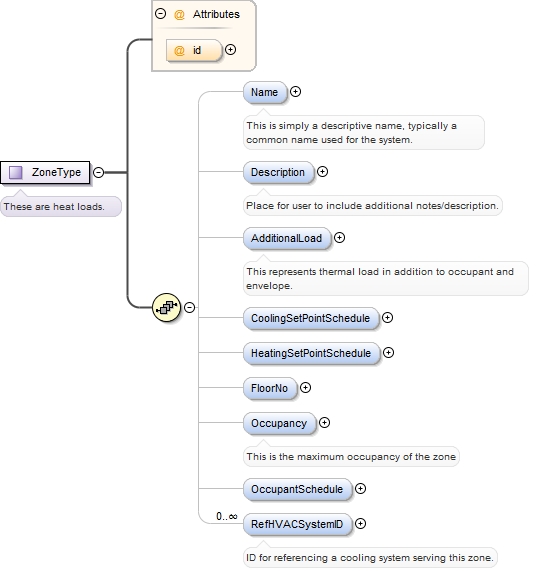 Attributes
@ id
Name
This is simply a descriptive name, typically a
common name used for the system.
ZoneType
These are heat loads.
Description
Place for user to include additional notes/description.
AdditionalLoad
This represents thermal load in addition to occupant and
envelope.
CoolingSetPointSchedule
HeatingSetPointSchedule
FloorNo
Occupancy
This is the maximum occupancy of the zone
OccupantSchedule
0..∞
RefHVACSystemID
ID for referencing a cooling system serving this zone.